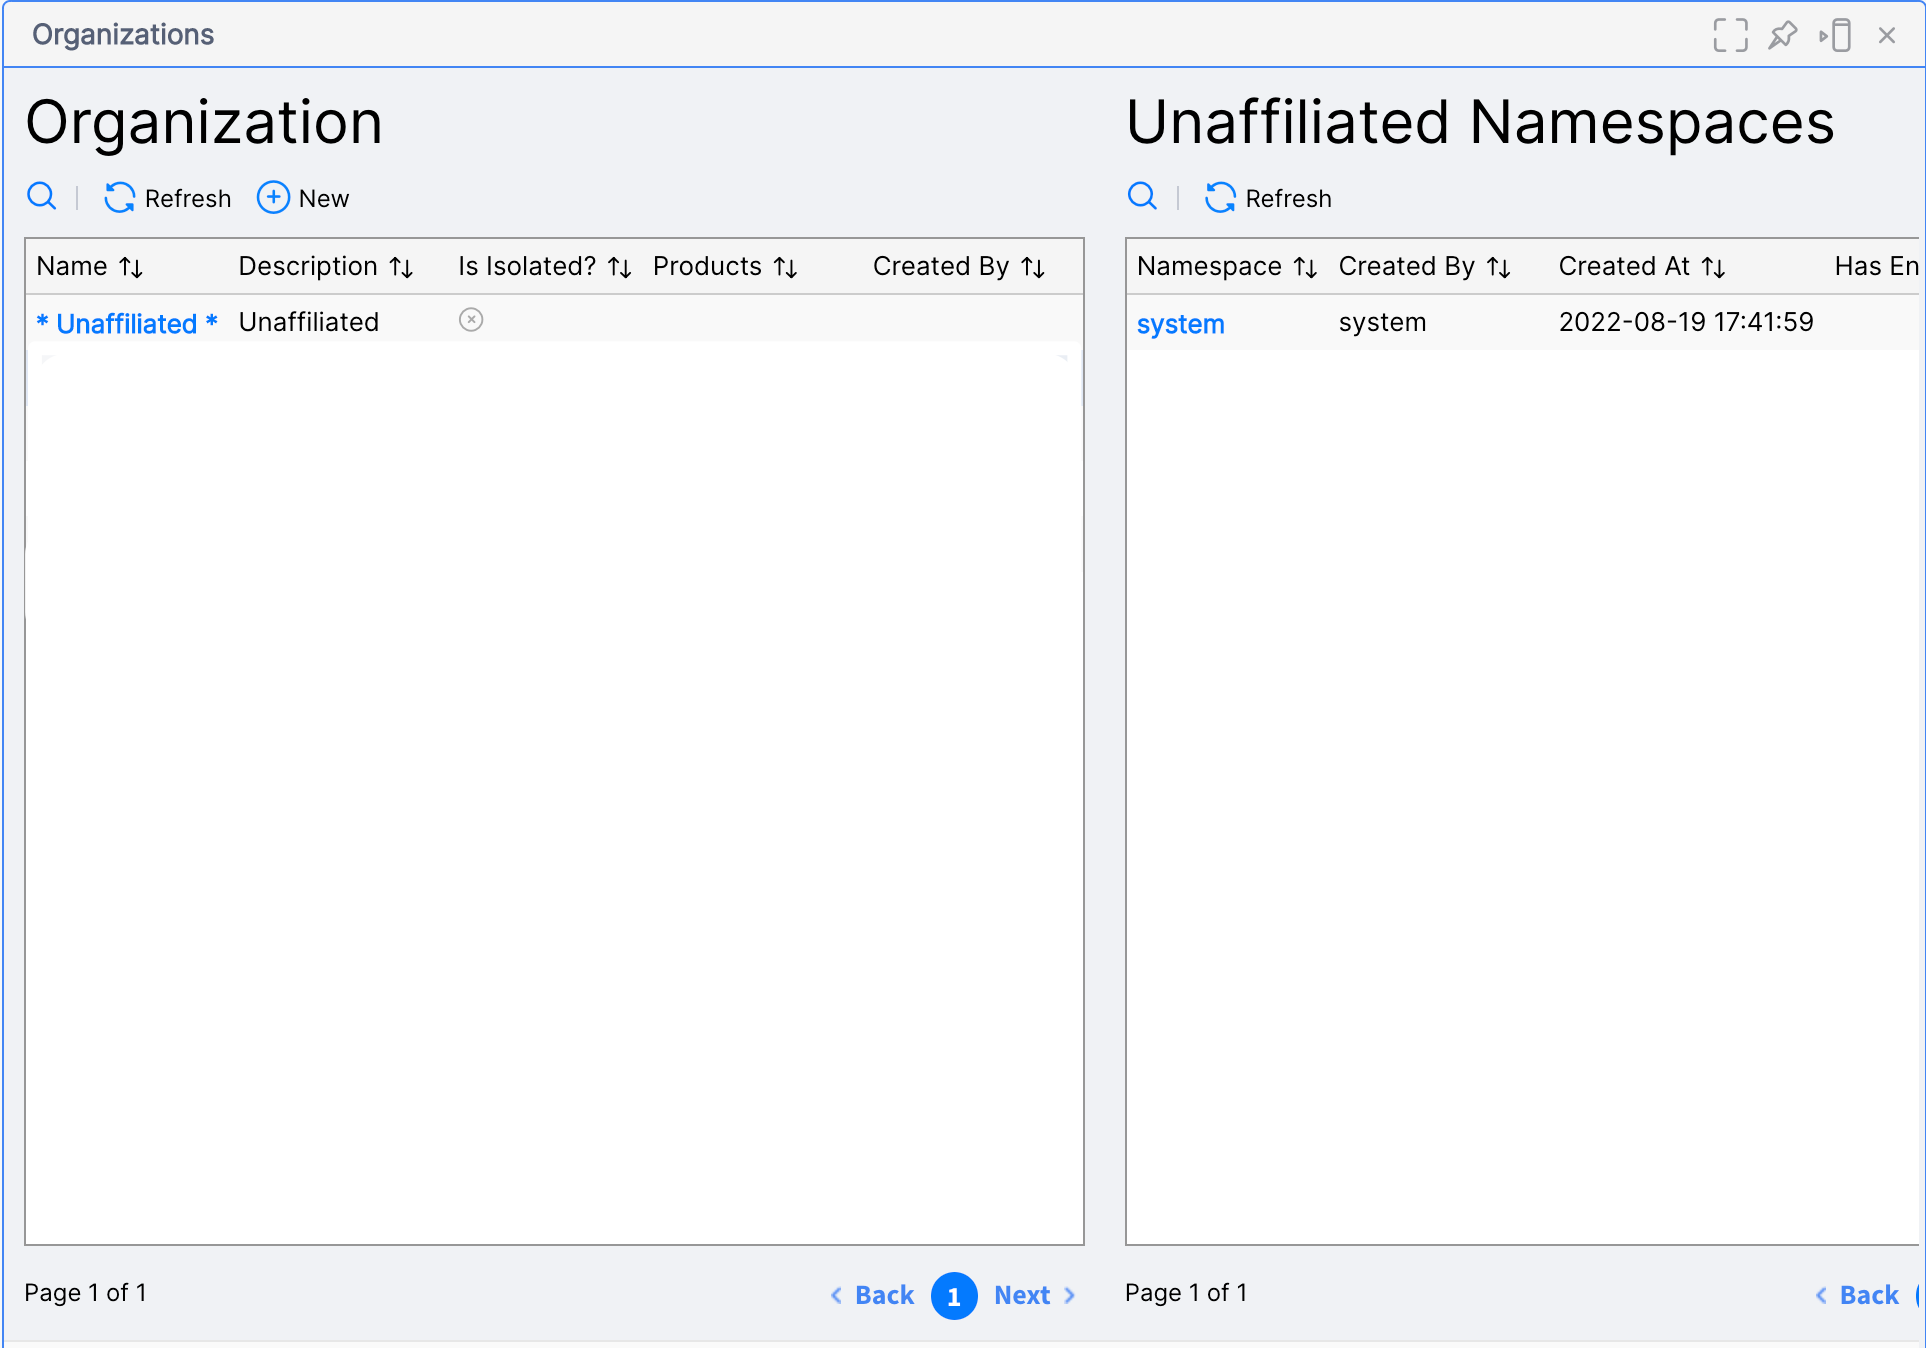 Organizations
Organization
Refresh New
Name Description Is Isolated? Products Created By
* Unaffiliated * Unaffiliated
Page 1 of 1
Back 1 Next
Unaffiliated Namespaces
Refresh
Namespace Created By Created At Has En
system system 2022-08-19 17:41:59
Page 1 of 1
Back